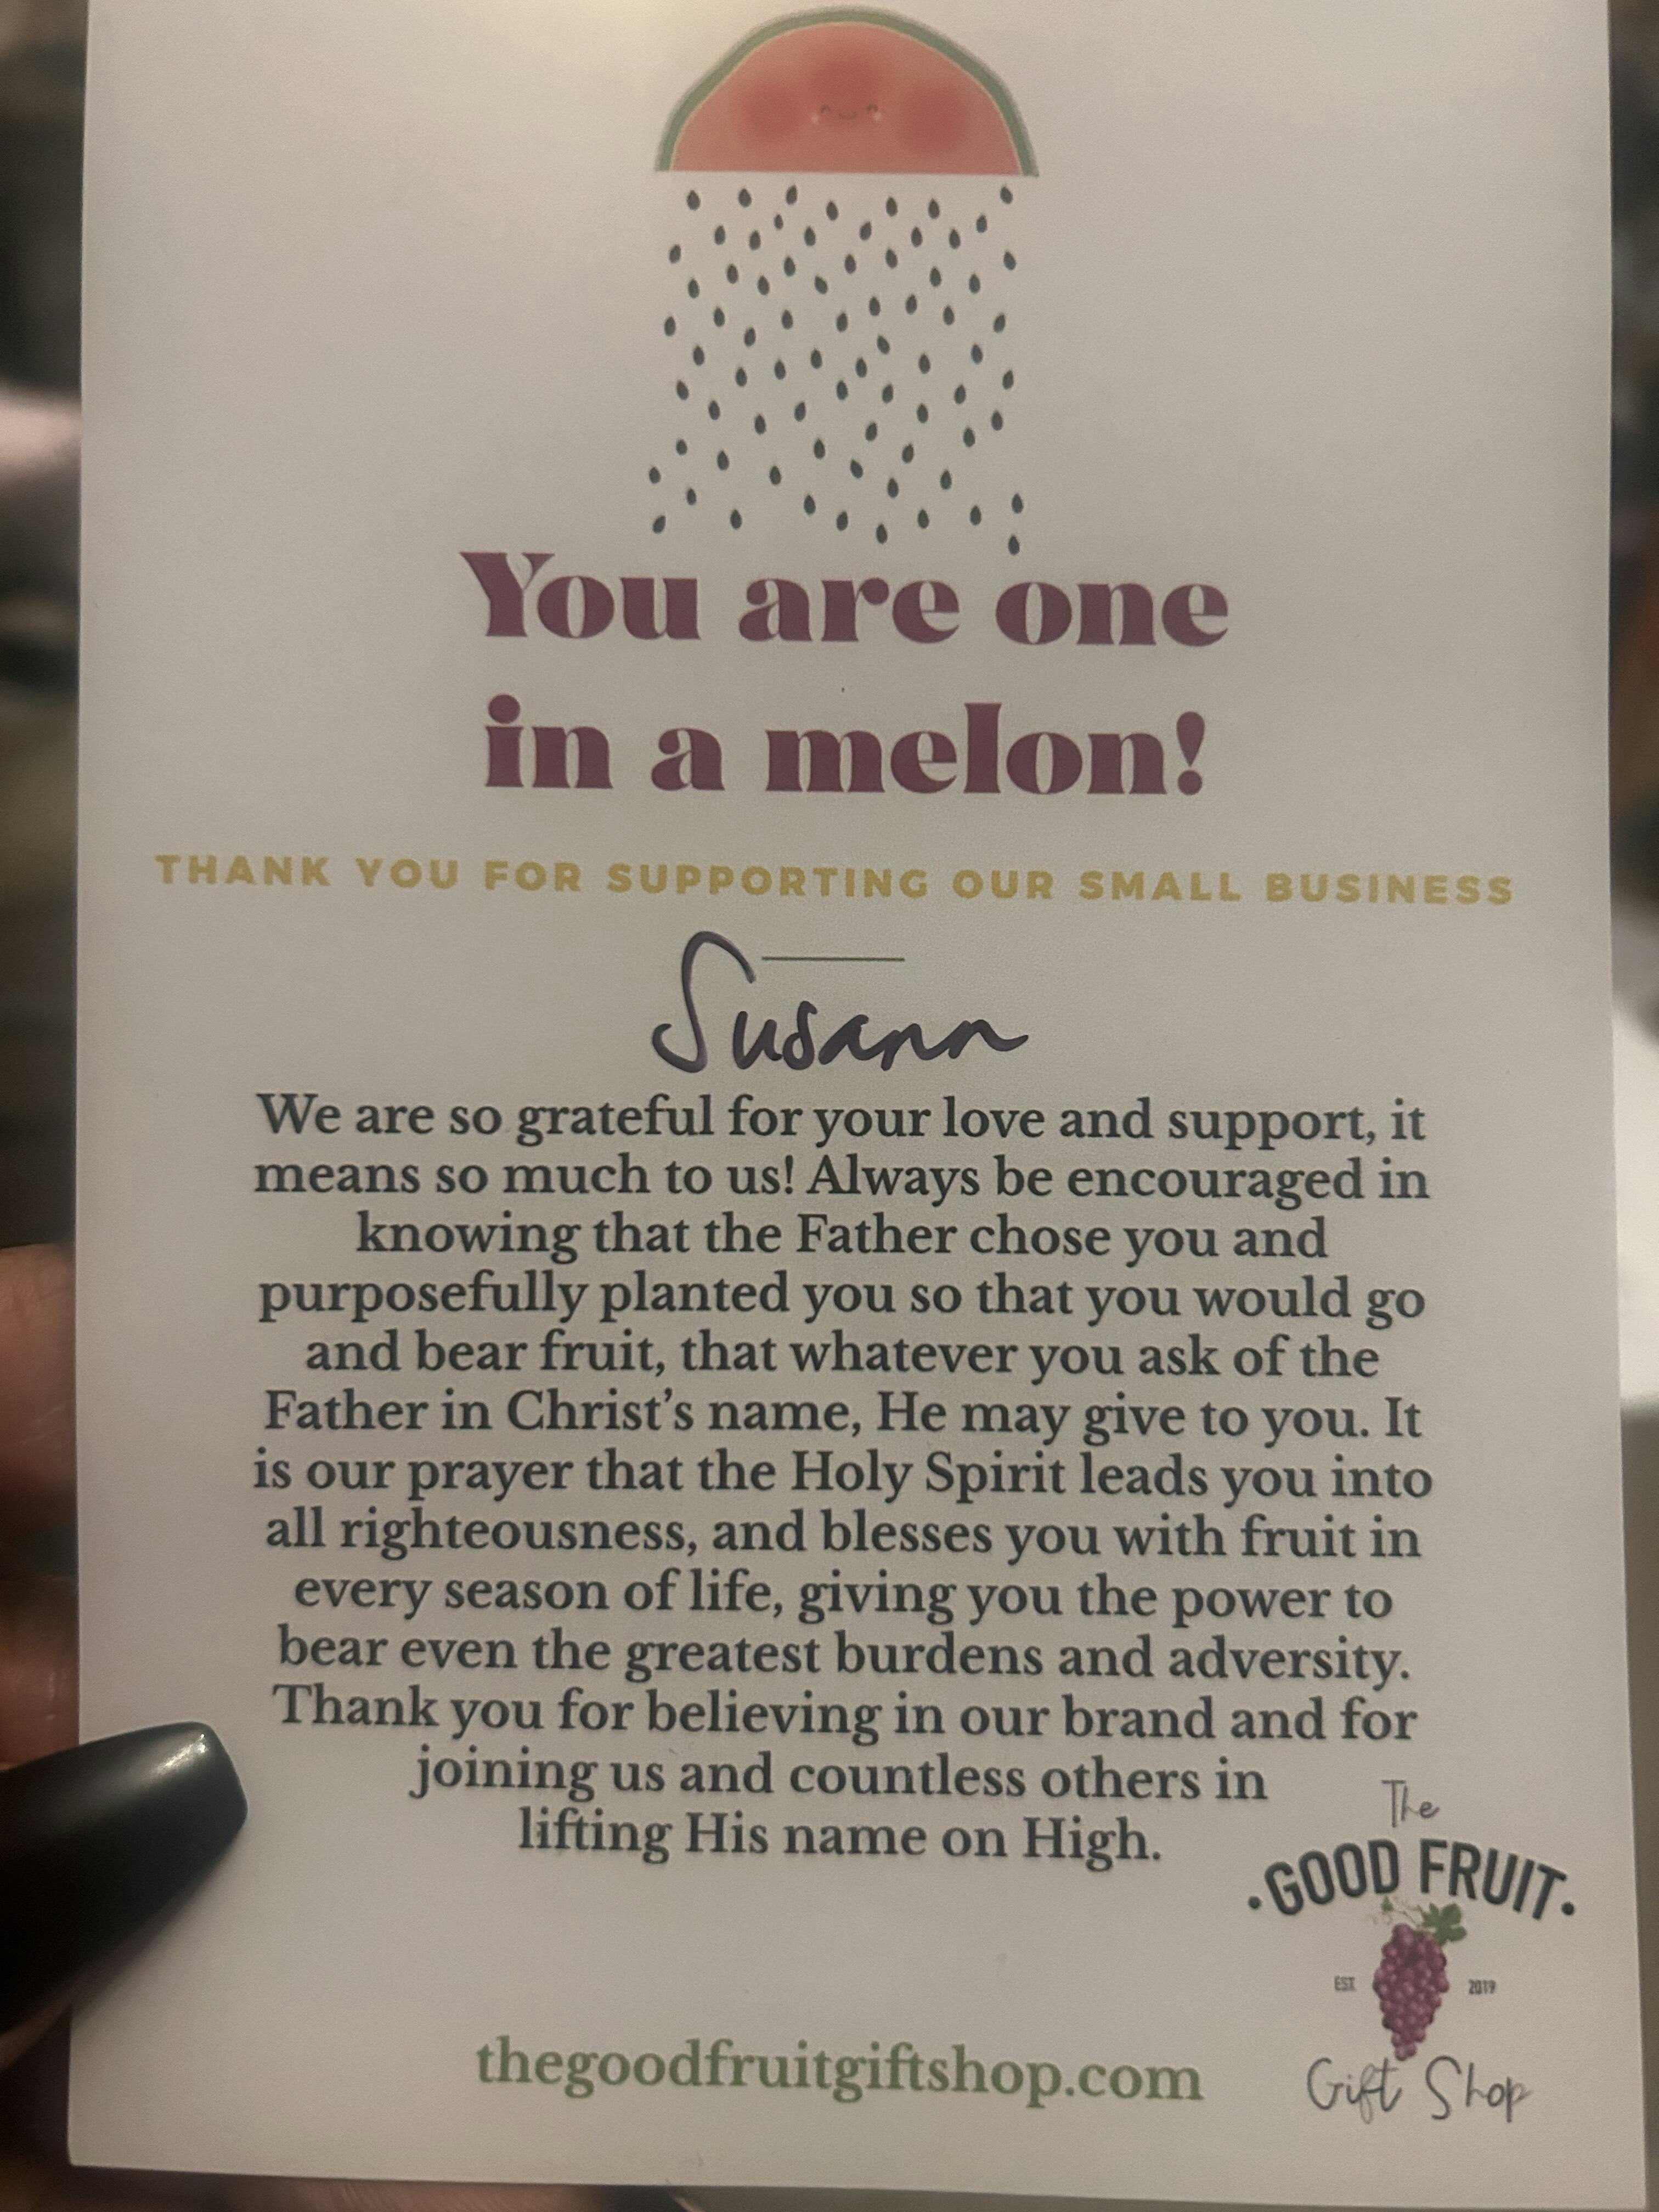 You are one
in a melon!
THANK YOU FOR SUPPORTING OUR SMALL BUSINESS
Susann
We are so grateful for your love and support, it
means so much to us! Always be encouraged in
knowing that the Father chose you and
purposefully planted you so that you would go
and bear fruit, that whatever you ask of the
Father in Christ's name, He may give to you. It
is our prayer that the Holy Spirit leads you into
all righteousness, and blesses you with fruit in
every season of life, giving you the power to
bear even the greatest burdens and adversity.
Thank you for believing in our brand and for
joining us and countless others in
lifting His name on High.
The
·GOOD FRUIT·
EST. 2019
Gift Shop
thegoodfruitgiftshop.com